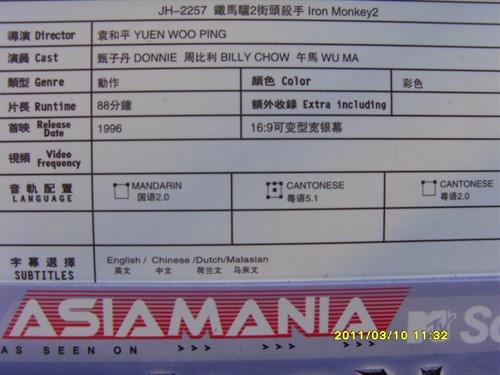 JH-2257 鐵馬騮2街頭殺手 Iron Monkey2
導演 Director 袁和平 YUEN WOO PING
演員 Cast 甄子丹 DONNIE 周比利 BILLY CHOW 午馬 WU MA
類型 Genre 動作 顏色 Color 彩色
片長 Runtime 88分鐘 額外收錄 Extra including
首映 Release Date 1996 16:9可变型宽银幕
視頻 Video Frequency
音軌配置 LANGUAGE MANDARIN 国语2.0 CANTONESE 粤语5.1 CANTONESE 粤语2.0
字幕選擇 SUBTITLES English / Chinese /Dutch/Malasian
英文 中文 荷兰文 马来文
ASIAMANIA
AS SEEN ON >>> >>> >>>
MTV
2011/03/10 11:32